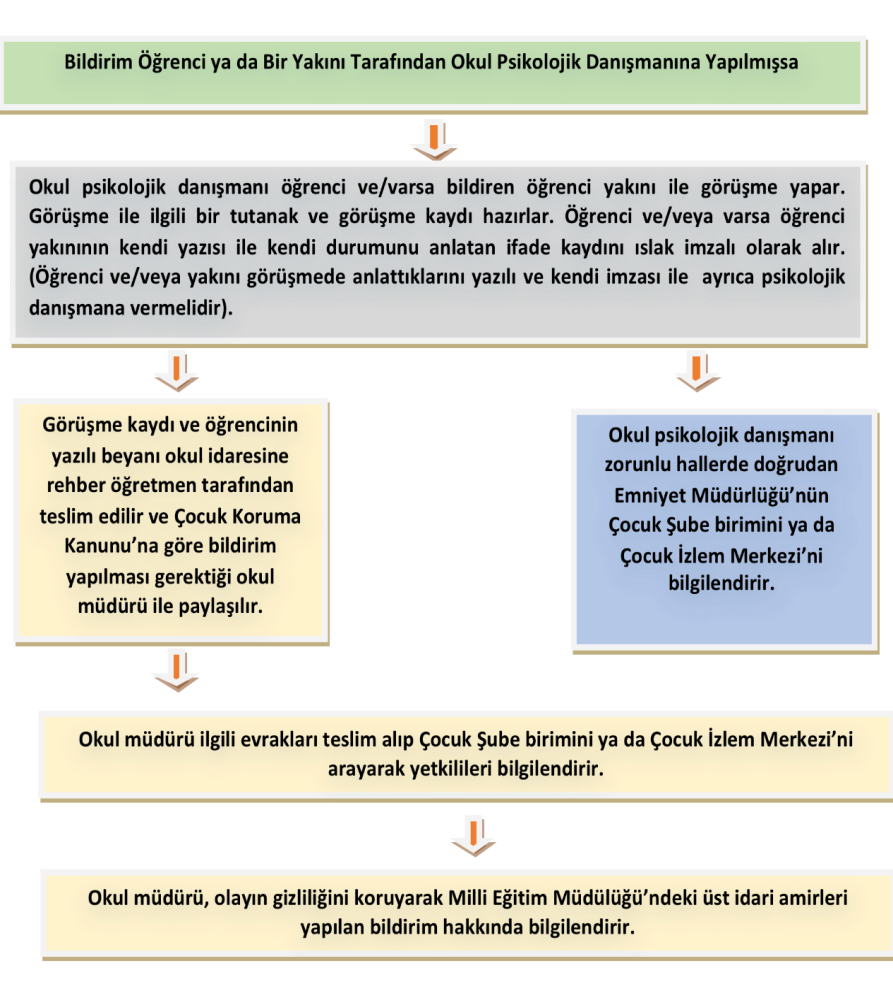 Bildirim Öğrenci ya da Bir Yakını Tarafından Okul Psikolojik Danışmanına Yapılmışsa
Okul psikolojik danışmanı öğrenci ve/varsa bildiren öğrenci yakını ile görüşme yapar.
Görüşme ile ilgili bir tutanak ve görüşme kaydı hazırlar. Öğrenci ve/veya varsa öğrenci
yakınının kendi yazısı ile kendi durumunu anlatan ifade kaydını ıslak imzalı olarak alır.
(Öğrenci ve/veya yakını görüşmede anlattıklarını yazılı ve kendi imzası ile ayrıca psikolojik
danışmana vermelidir).
Görüşme kaydı ve öğrencinin
yazılı beyanı okul idaresine
rehber öğretmen tarafından
teslim edilir ve Çocuk Koruma
Kanunu’na göre bildirim
yapılması gerektiği okul
müdürü ile paylaşılır.
Okul psikolojik danışmanı
zorunlu hallerde doğrudan
Emniyet Müdürlüğü’nün
Çocuk Şube birimini ya da
Çocuk İzlem Merkezi’ni
bilgilendirir.
Okul müdürü ilgili evrakları teslim alıp Çocuk Şube birimini ya da Çocuk İzlem Merkezi’ni
arayarak yetkilileri bilgilendirir.
Okul müdürü, olayın gizliliğini koruyarak Milli Eğitim Müdülüğü’ndeki üst idari amirleri
yapılan bildirim hakkında bilgilendirir.